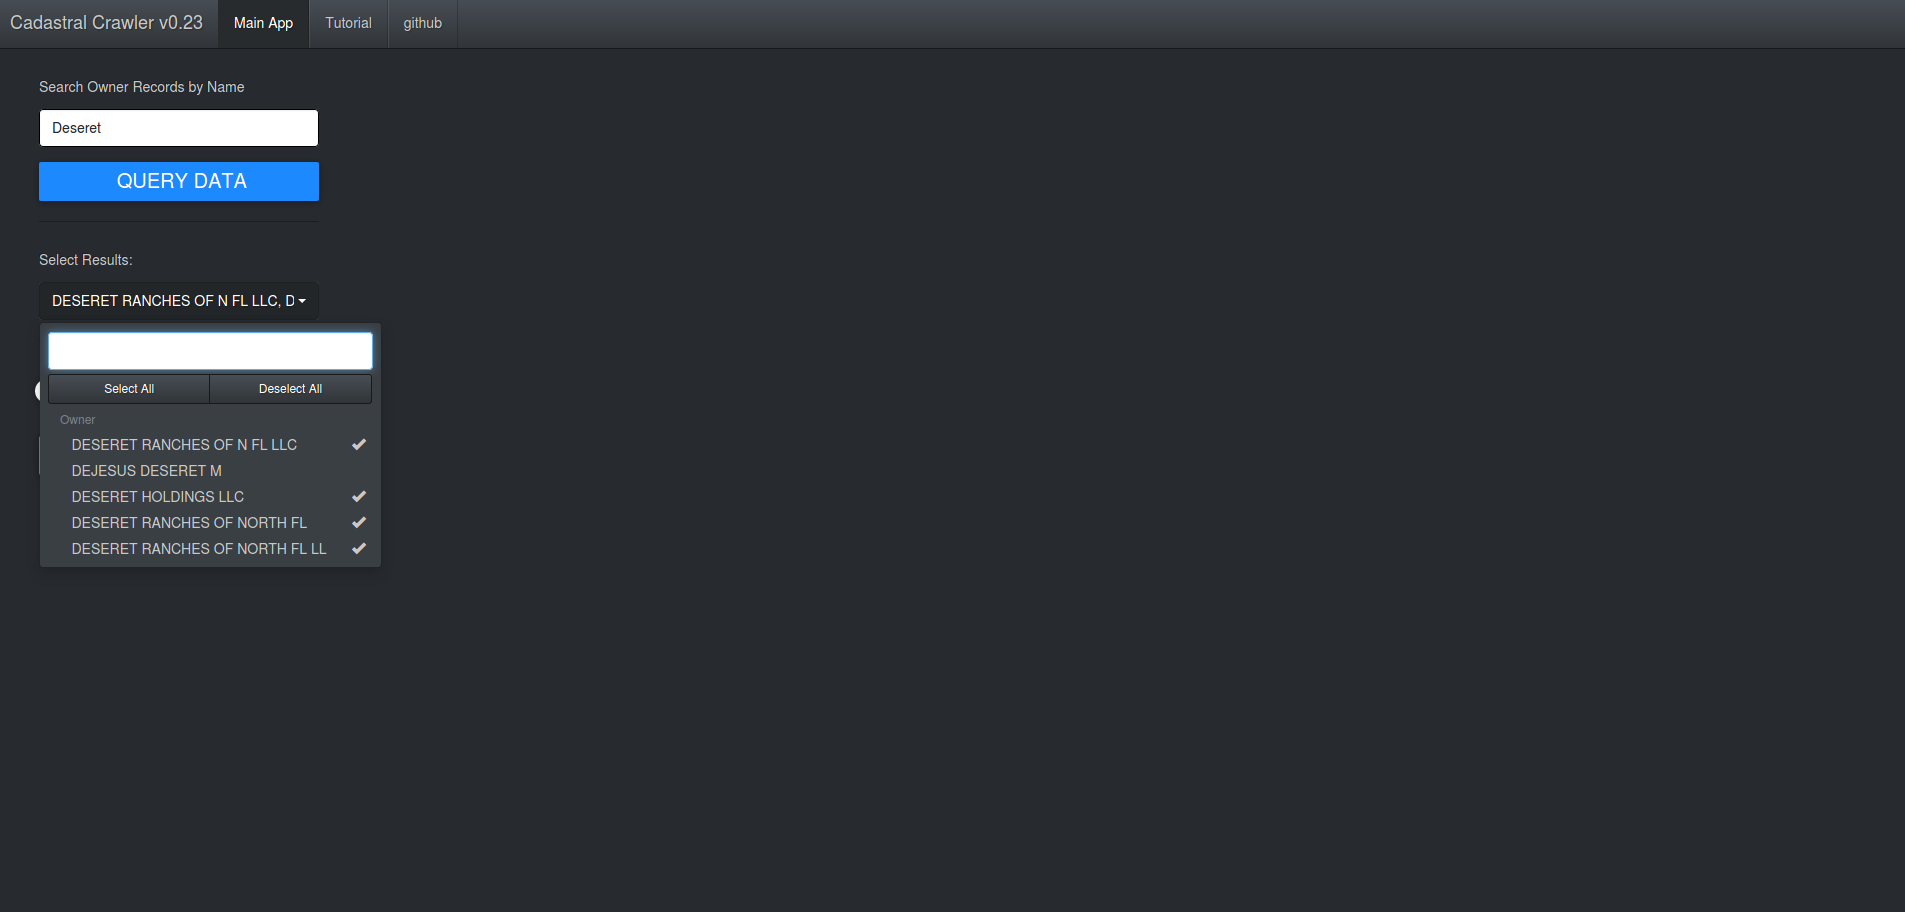 Cadastral Crawler v0.23 Main App Tutorial github
Search Owner Records by Name
Deseret
QUERY DATA
Select Results:
DESERET RANCHES OF N FL LLC, D
Select All Deselect All
Owner
DESERET RANCHES OF N FL LLC
DEJESUS DESERET M
DESERET HOLDINGS LLC
DESERET RANCHES OF NORTH FL
DESERET RANCHES OF NORTH FL LL